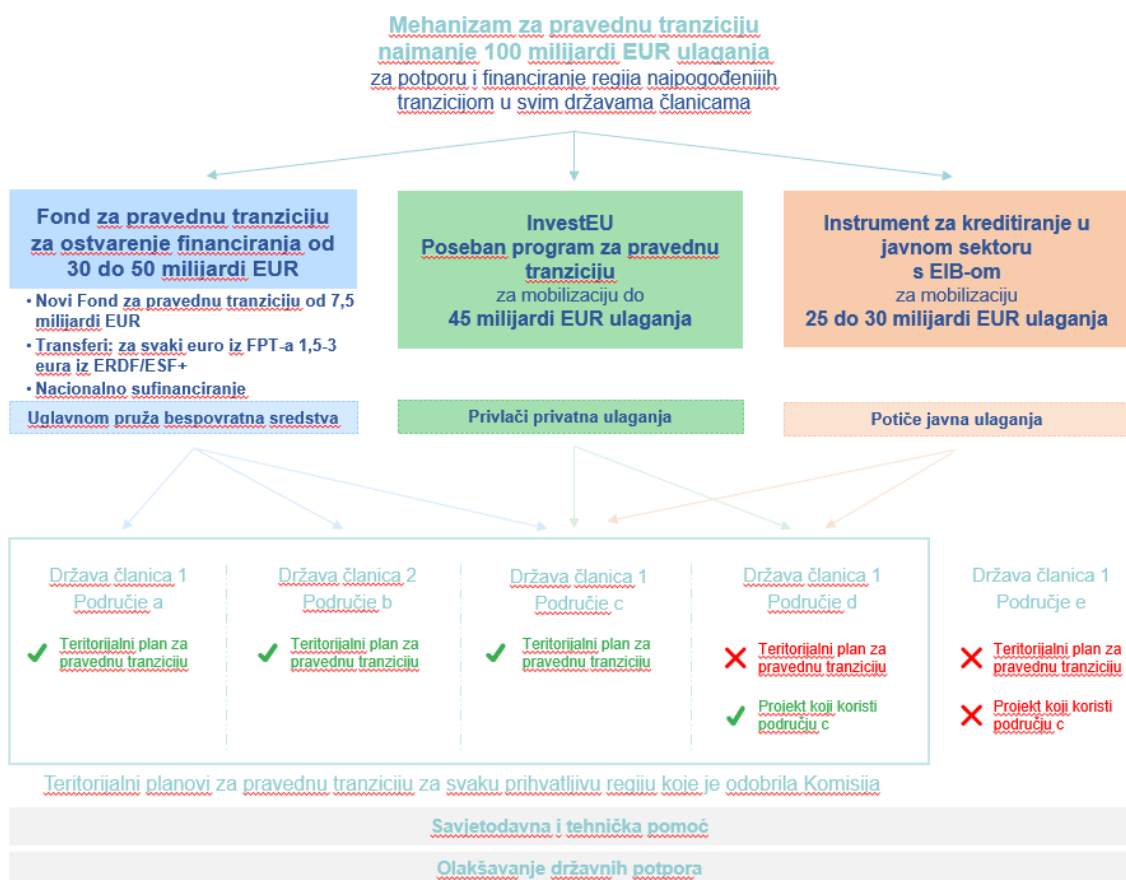 Mehanizam za pravednu tranziciju
najmanje 100 milijardi EUR ulaganja
za potporu i financiranje regija najpogođenijih
tranzicijom u svim državama članicama
Fond za pravednu tranziciju
za ostvarenje financiranja od
30 do 50 milijardi EUR
• Novi Fond za pravednu tranziciju od 7,5
milijardi EUR
• Transferi: za svaki euro iz FPT-a 1,5-3
eura iz ERDF/ESF+
• Nacionalno sufinanciranje
Uglavnom pruža bespovratna sredstva
InvestEU
Poseban program za pravednu
tranziciju
za mobilizaciju do
45 milijardi EUR ulaganja
Privlači privatna ulaganja
Instrument za kreditiranje u
javnom sektoru
s EIB-om
za mobilizaciju
25 do 30 milijardi EUR ulaganja
Potiče javna ulaganja
Država članica 1
Područje a
Teritorijalni plan za
pravednu tranziciju
Država članica 2
Područje b
Teritorijalni plan za
pravednu tranziciju
Država članica 1
Područje c
Teritorijalni plan za
pravednu tranziciju
Država članica 1
Područje d
Teritorijalni plan za
pravednu tranziciju
Projekt koji koristi
području c
Država članica 1
Područje e
Teritorijalni plan za
pravednu tranziciju
Projekt koji koristi
području c
Teritorijalni planovi za pravednu tranziciju za svaku prihvatljivu regiju koje je odobrila Komisija
Savjetodavna i tehnička pomoć
Olakšavanje državnih potpora